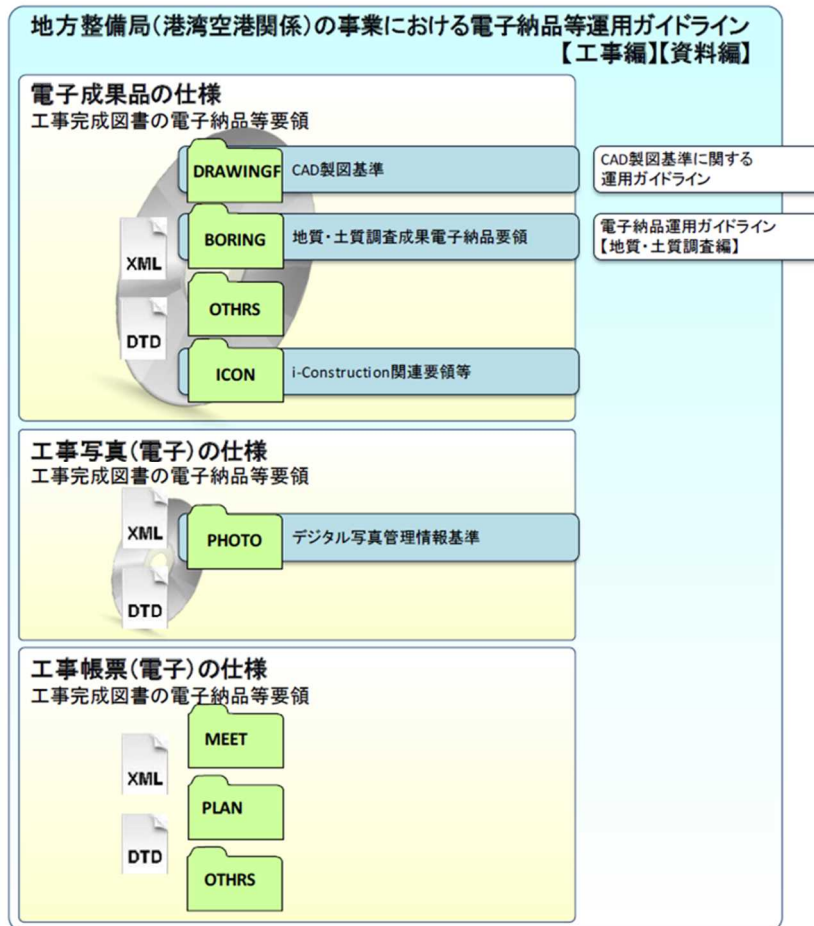 地方整備局(港湾空港関係)の事業における電子納品等運用ガイドライン
【工事編】【資料編】
電子成果品の仕様
工事完成図書の電子納品等要領
DRAWINGF
CAD製図基準
CAD製図基準に関する
運用ガイドライン
BORING
地質・土質調査成果電子納品要領
電子納品運用ガイドライン
【地質・土質調査編】
XML
OTHRS
DTD
ICON
i-Construction関連要領等
工事写真(電子)の仕様
工事完成図書の電子納品等要領
XML
PHOTO
デジタル写真管理情報基準
DTD
工事帳票(電子)の仕様
工事完成図書の電子納品等要領
MEET
XML
PLAN
DTD
OTHRS